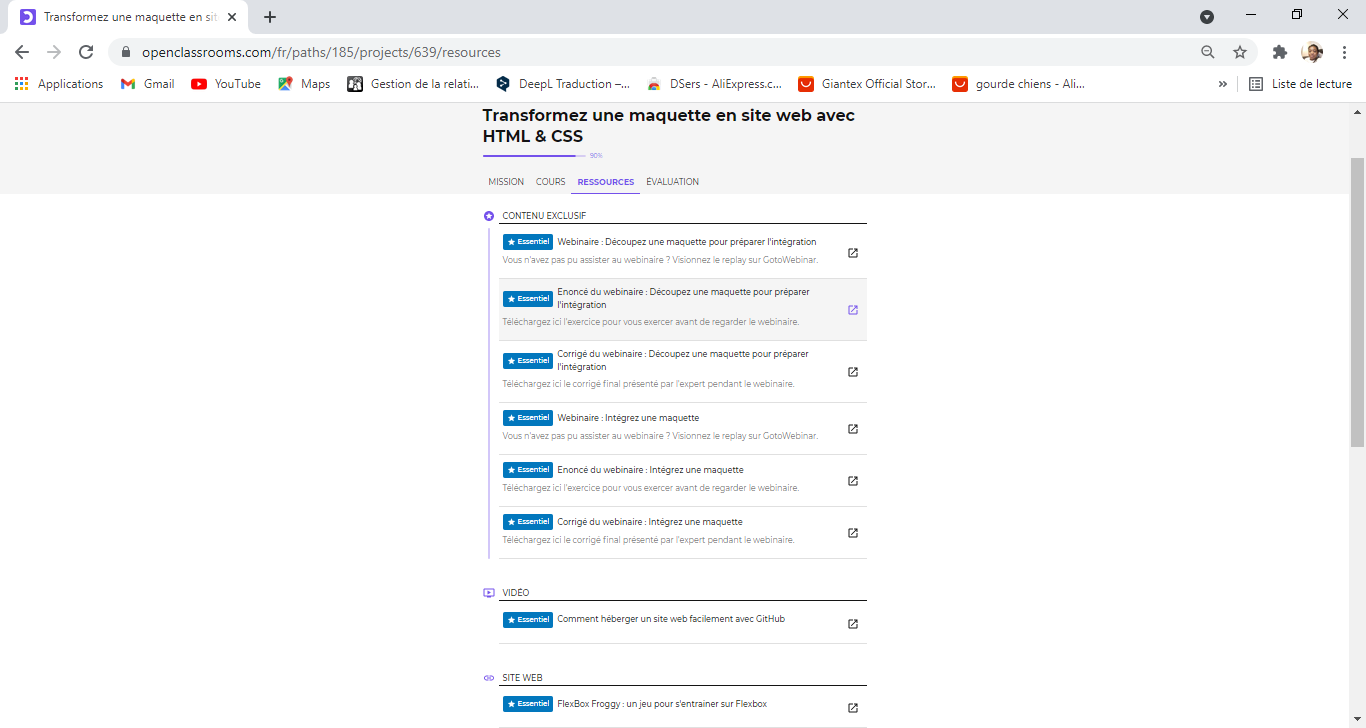 Transformez une maquette en sit
openclassrooms.com/fr/paths/185/projects/639/resources
Applications
Gmail
YouTube
Maps
Gestion de la relati...
DeepL Traduction –...
DSers - AliExpress.c...
Giantex Official Stor...
gourde chiens - Ali...
»
Liste de lecture
Transformez une maquette en site web avec
HTML & CSS
90%
MISSION
COURS
RESSOURCES
ÉVALUATION
CONTENU EXCLUSIF
Essentiel Webinaire : Découpez une maquette pour préparer l'intégration
Vous n'avez pas pu assister au webinaire ? Visionnez le replay sur GotoWebinar.
Essentiel Enoncé du webinaire : Découpez une maquette pour préparer
l'intégration
Téléchargez ici l'exercice pour vous exercer avant de regarder le webinaire.
Essentiel Corrigé du webinaire : Découpez une maquette pour préparer
l'intégration
Téléchargez ici le corrigé final présenté par l'expert pendant le webinaire.
Essentiel Webinaire : Intégrez une maquette
Vous n'avez pas pu assister au webinaire ? Visionnez le replay sur GotoWebinar.
Essentiel Enoncé du webinaire : Intégrez une maquette
Téléchargez ici l'exercice pour vous exercer avant de regarder le webinaire.
Essentiel Corrigé du webinaire : Intégrez une maquette
Téléchargez ici le corrigé final présenté par l'expert pendant le webinaire.
VIDÉO
Essentiel Comment héberger un site web facilement avec GitHub
SITE WEB
Essentiel FlexBox Froggy : un jeu pour s'entrainer sur Flexbox